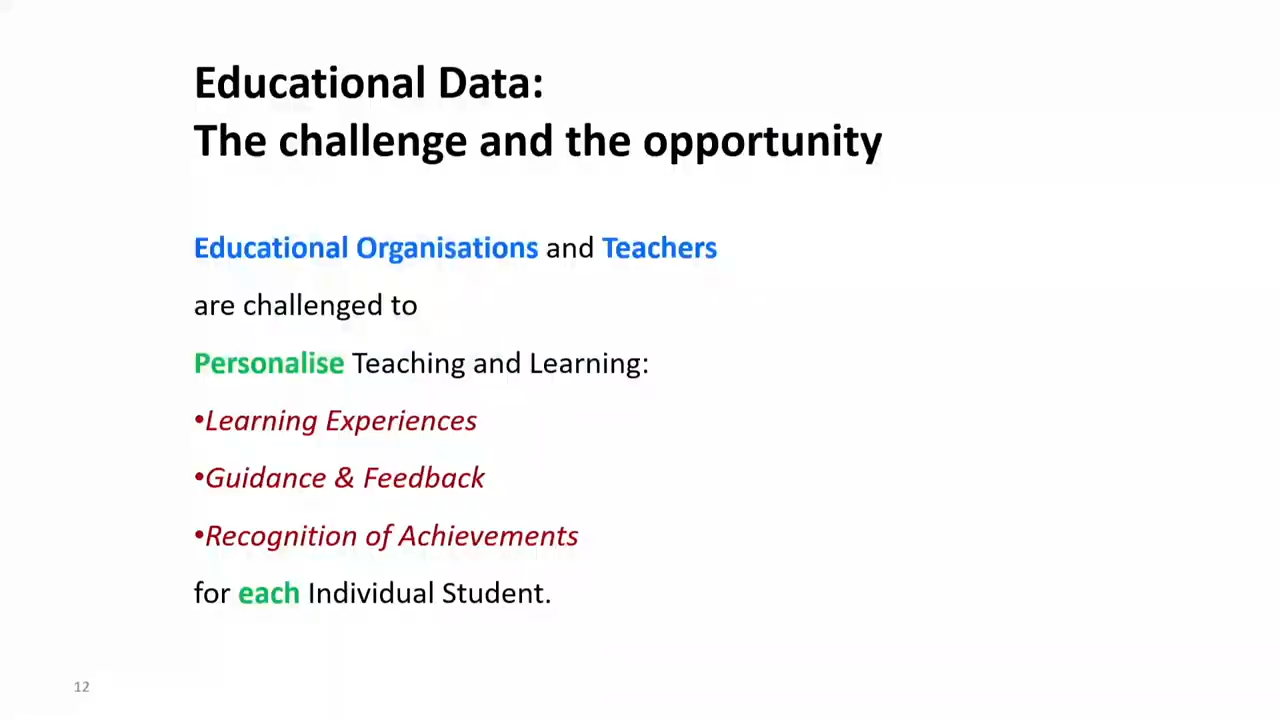 Educational Data:
The challenge and the opportunity
Educational Organisations and Teachers
are challenged to
Personalise Teaching and Learning:
•Learning Experiences
•Guidance & Feedback
•Recognition of Achievements
for each Individual Student.
12